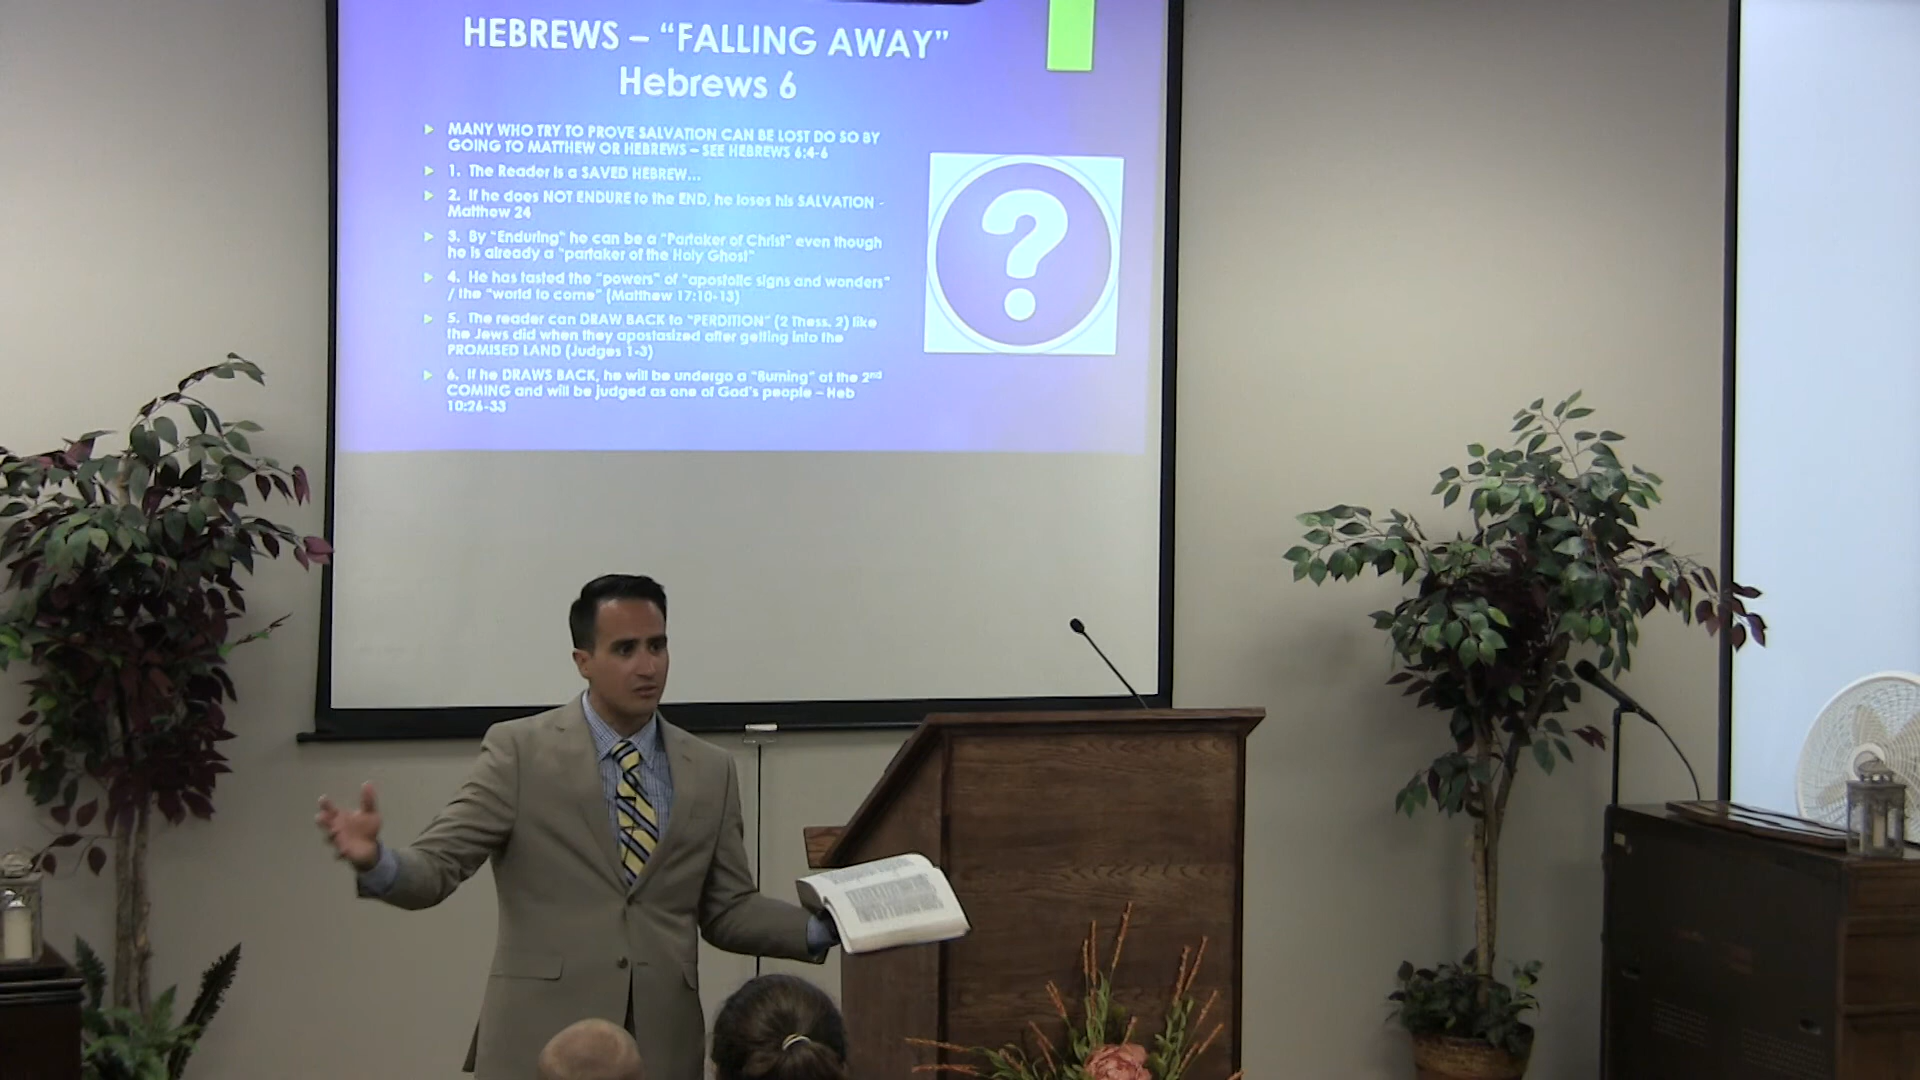 HEBREWS – “FALLING AWAY”
Hebrews 6
MANY WHO TRY TO PROVE SALVATION CAN BE LOST DO SO BY
GOING TO MATTHEW OR HEBREWS – SEE HEBREWS 6:4-6
1. The Reader is a SAVED HEBREW...
2. If he does NOT ENDURE to the END, he loses his SALVATION -
Matthew 24
3. By “Enduring” he can be a “Partaker of Christ” even though
he is already a “partaker of the Holy Ghost”
4. He has tasted the “powers” of “apostolic signs and wonders”
/ the “world to come” (Matthew 17:10-13)
5. The reader can DRAW BACK to “PERDITION” (2 Thess. 2) like
the Jews did when they apostasized after getting into the
PROMISED LAND (Judges 1-3)
6. If he DRAWS BACK, he will be undergo a “Burning” at the 2nd
COMING and will be judged as one of God's people – Heb
10:26-33
?